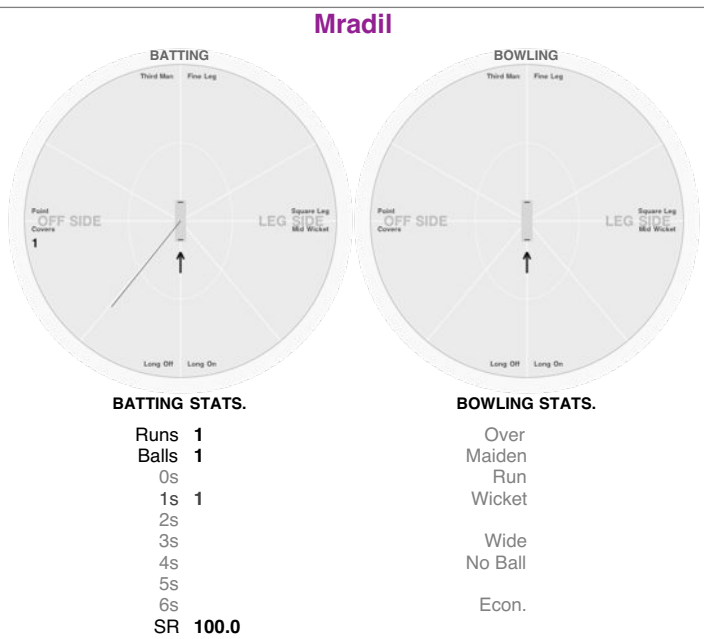 Mradil
BATTING
BOWLING
Third Man Fine Leg
Third Man Fine Leg
Point
OFF SIDE
Covers
1
Square Leg
LEG SIDE
Mid Wicket
Point
OFF SIDE
Covers
Square Leg
LEG SIDE
Mid Wicket
Long Off Long On
Long Off Long On
BATTING STATS.
Runs 1
Balls 1
0s
1s 1
2s
3s
4s
5s
6s
SR 100.0
BOWLING STATS.
Over
Maiden
Run
Wicket
Wide
No Ball
Econ.